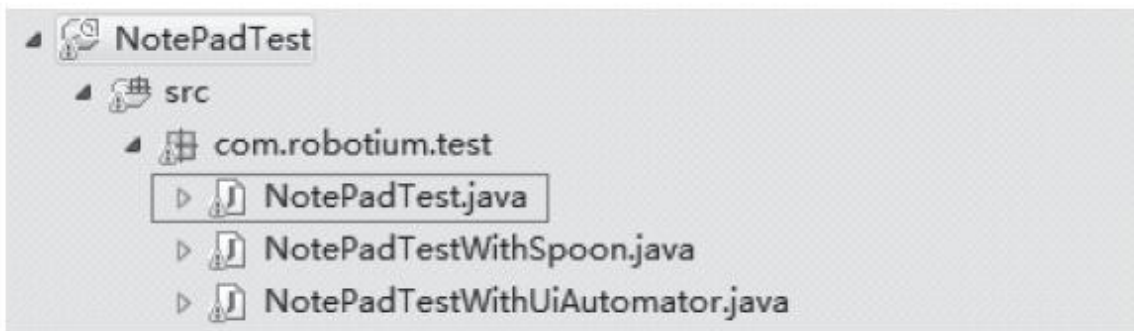 NotePadTest
src
com.robotium.test
NotePadTest.java
NotePadTestWithSpoon.java
NotePadTestWithUiAutomator.java